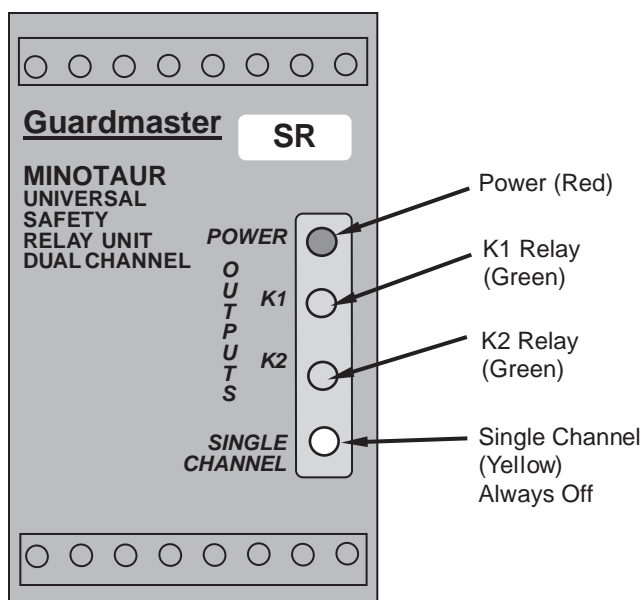 Guardmaster
SR
MINOTAUR
UNIVERSAL
SAFETY
RELAY UNIT
DUAL CHANNEL
POWER
OUTPUTS
K1
K2
SINGLE
CHANNEL
Power (Red)
K1 Relay
(Green)
K2 Relay
(Green)
Single Channel
(Yellow)
Always Off